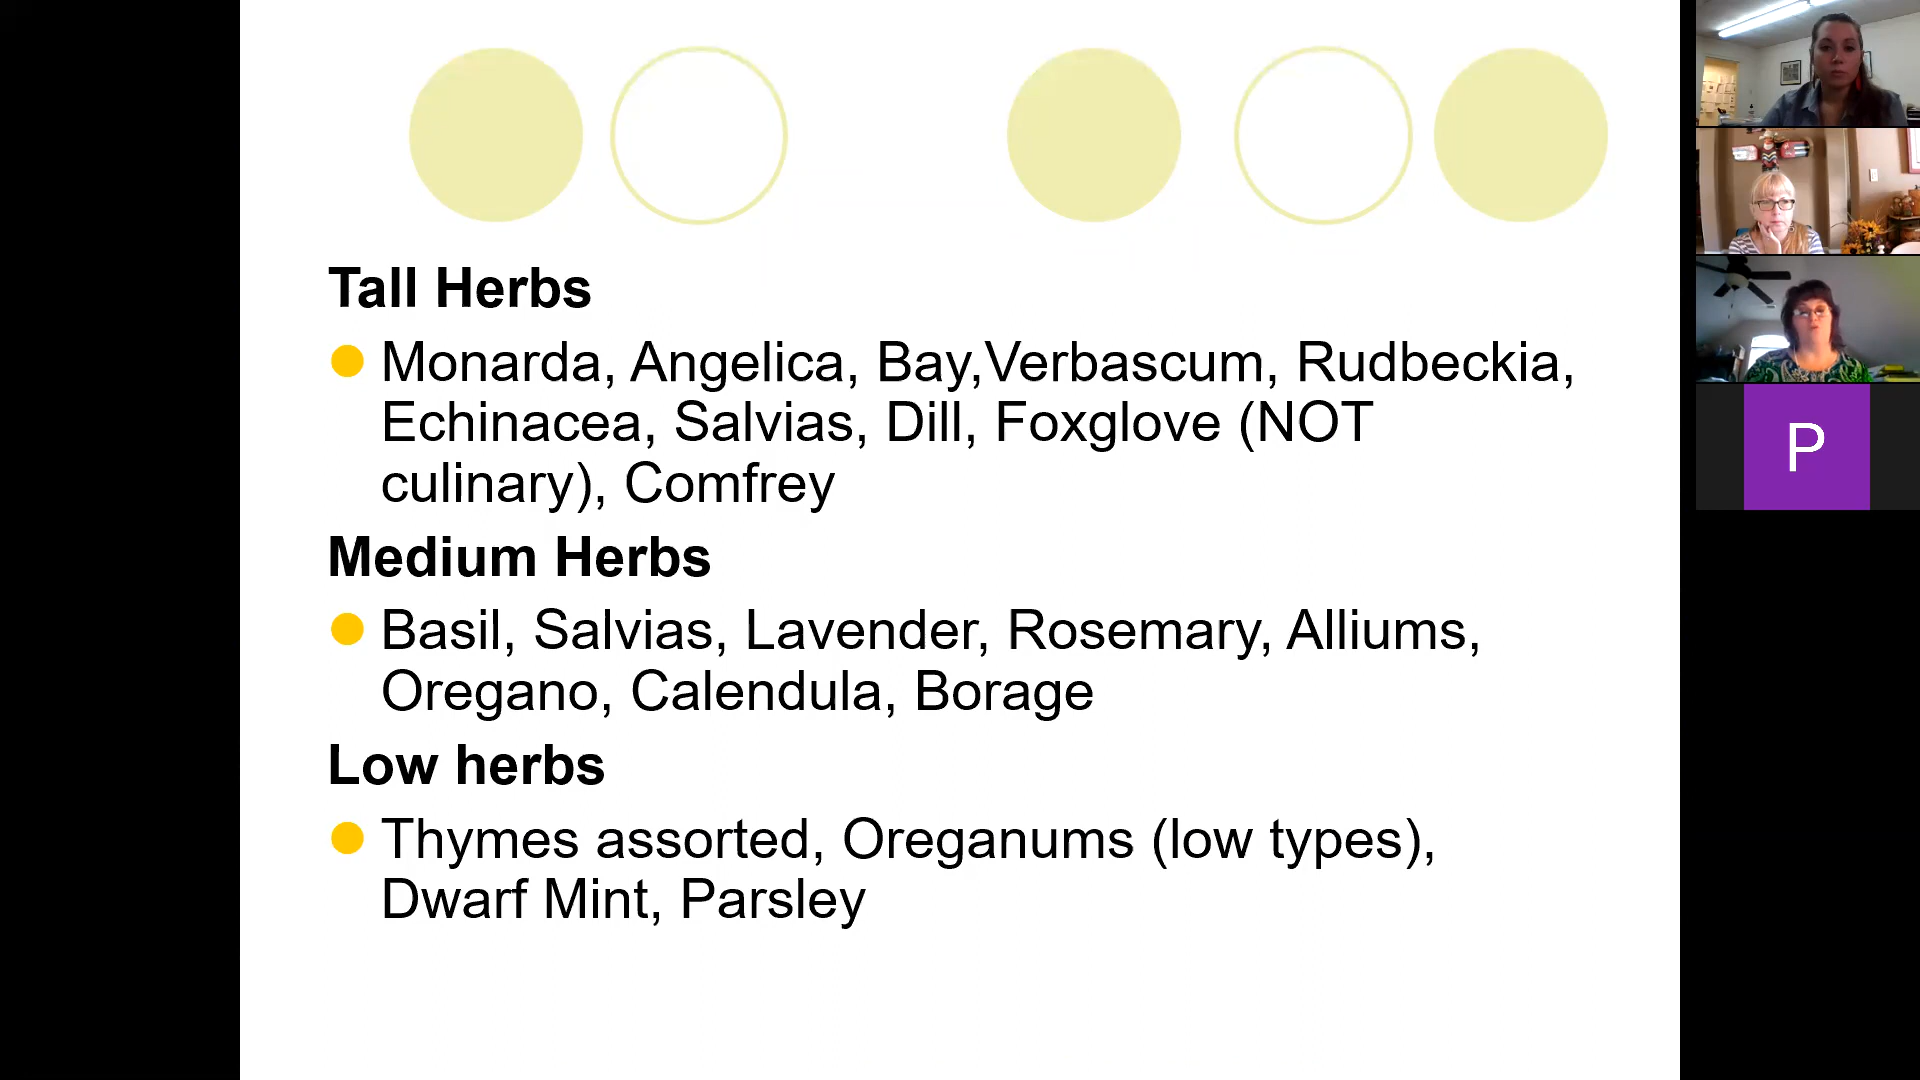 Tall Herbs
Monarda, Angelica, Bay,Verbascum, Rudbeckia,
Echinacea, Salvias, Dill, Foxglove (NOT
culinary), Comfrey
Medium Herbs
Basil, Salvias, Lavender, Rosemary, Alliums,
Oregano, Calendula, Borage
Low herbs
Thymes assorted, Oreganums (low types),
Dwarf Mint, Parsley
P